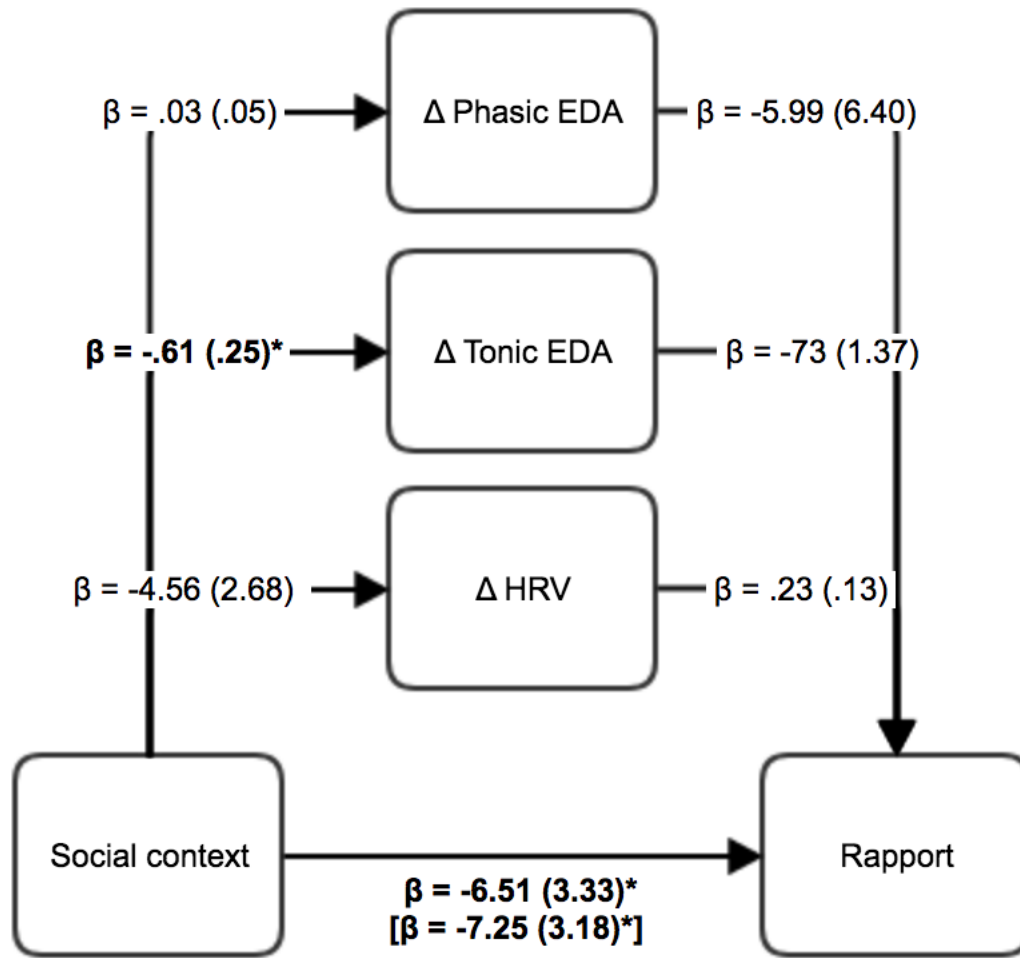 β = .03 (.05)
Δ Phasic EDA
β = -5.99 (6.40)
β = -.61 (.25)*
Δ Tonic EDA
β = -73 (1.37)
β = -4.56 (2.68)
Δ HRV
β = .23 (.13)
Social context
Rapport
β = -6.51 (3.33)*
[β = -7.25 (3.18)*]